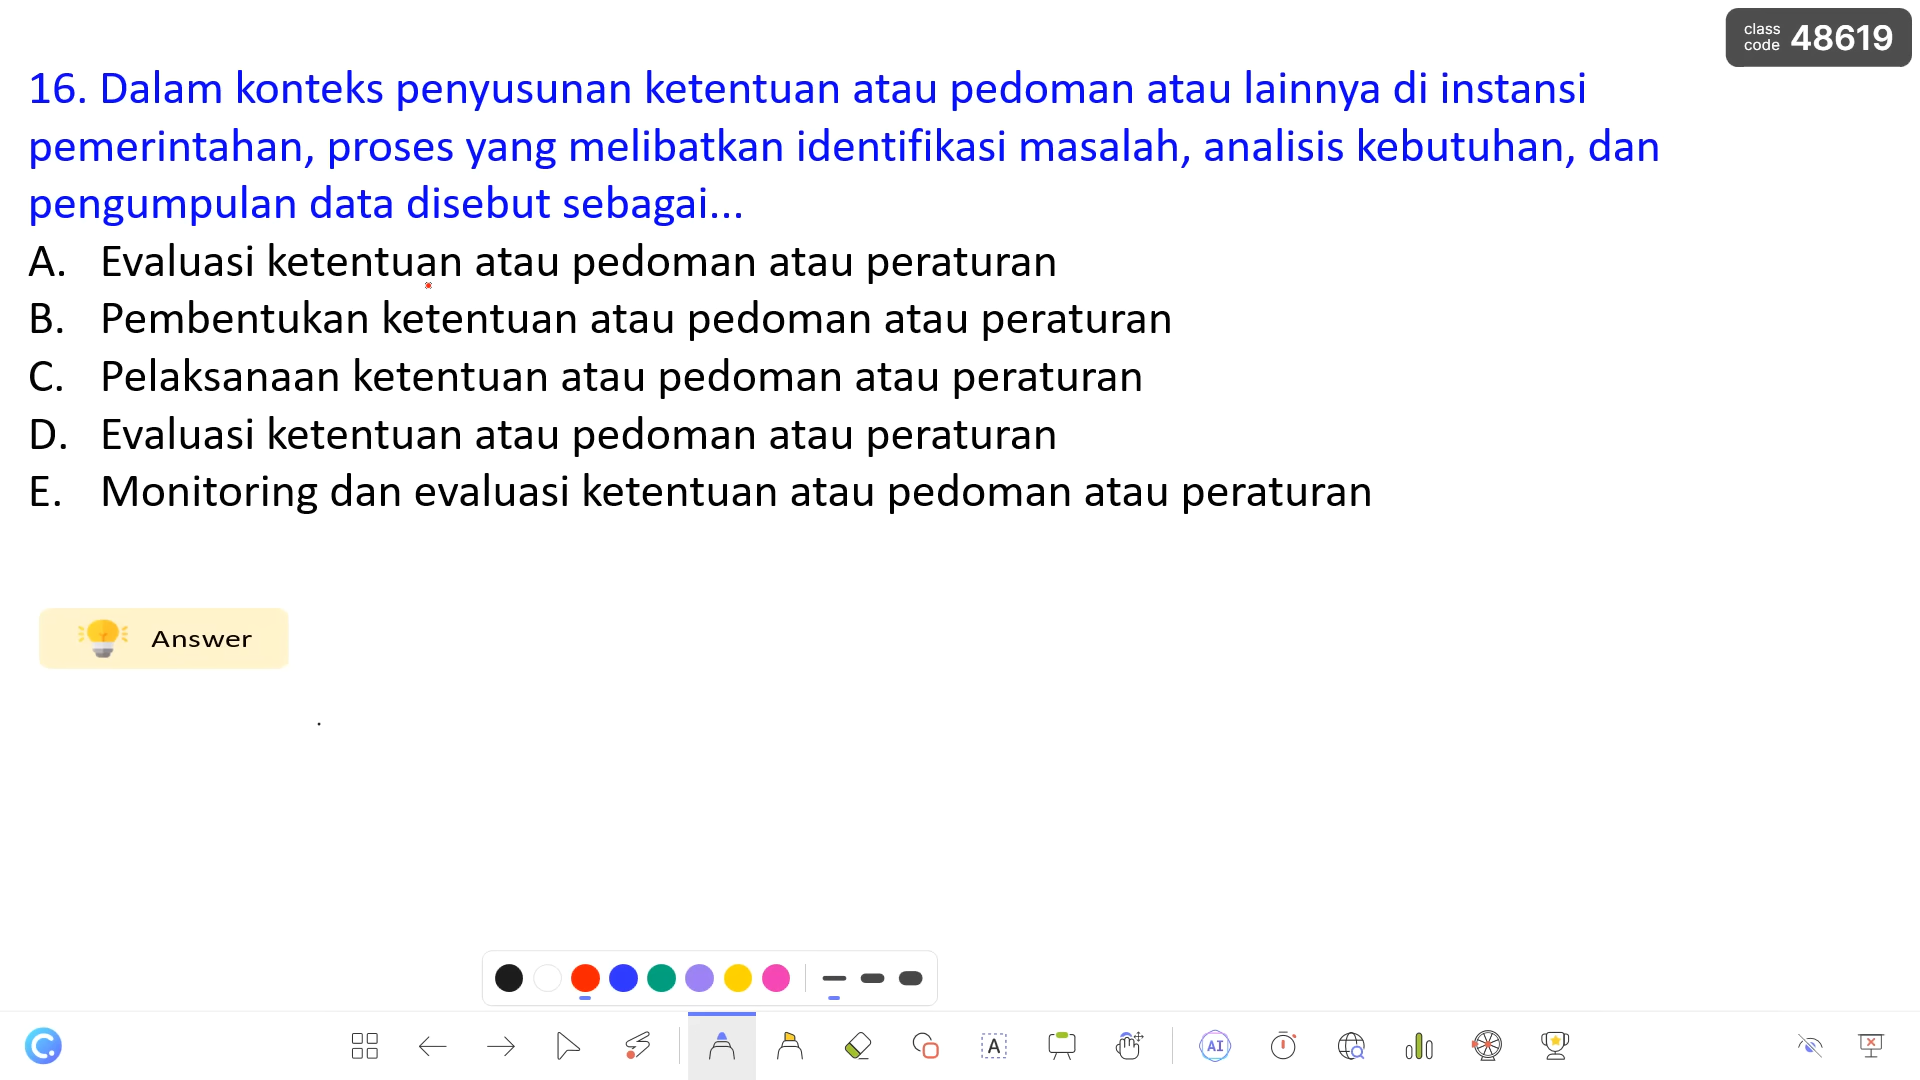 class
code 48619
16. Dalam konteks penyusunan ketentuan atau pedoman atau lainnya di instansi
pemerintahan, proses yang melibatkan identifikasi masalah, analisis kebutuhan, dan
pengumpulan data disebut sebagai...
A. Evaluasi ketentuan atau pedoman atau peraturan
B. Pembentukan ketentuan atau pedoman atau peraturan
C. Pelaksanaan ketentuan atau pedoman atau peraturan
D. Evaluasi ketentuan atau pedoman atau peraturan
E. Monitoring dan evaluasi ketentuan atau pedoman atau peraturan
Answer
A
AI